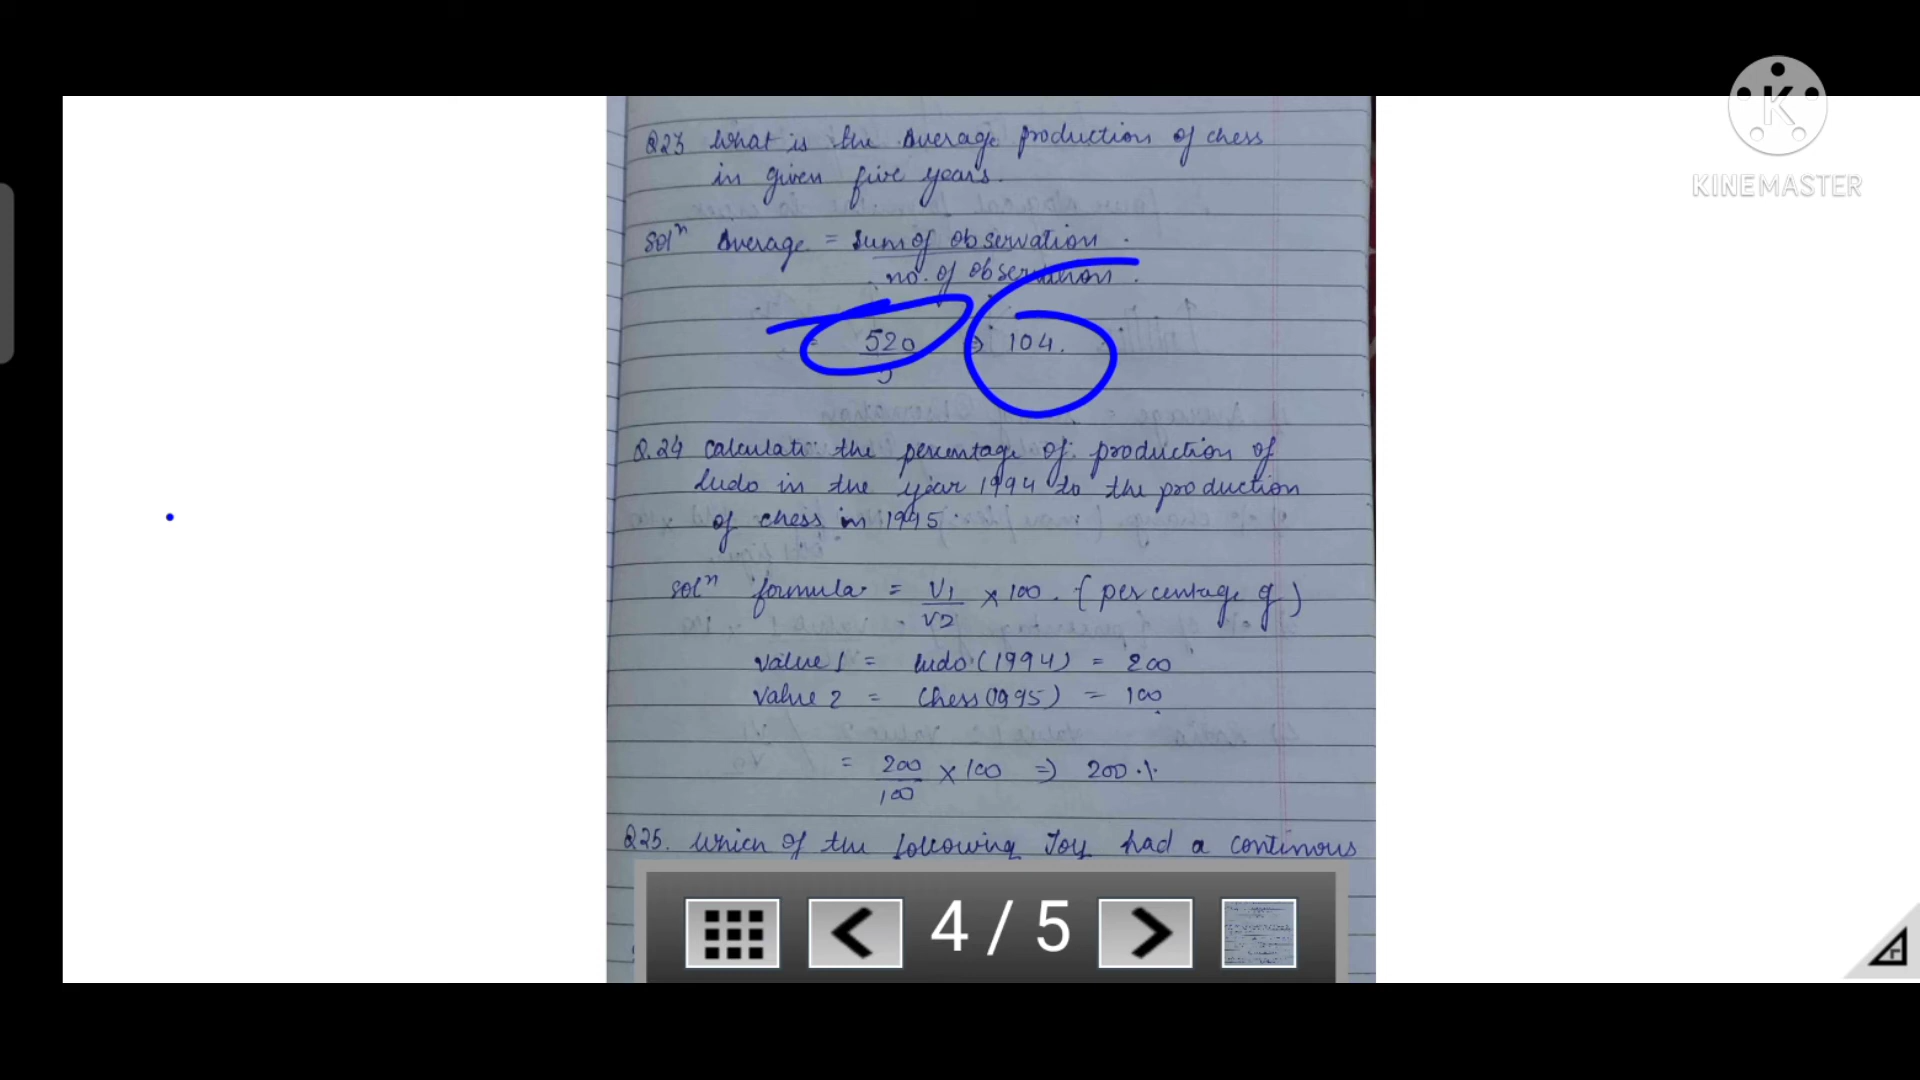 Q23 What is the Average production of chess
in given five years.
solⁿ Average = sum of observation.
no. of observations.
= 520 => 104.
5
Q.24 Calculate the percentage of production of
Ludo in the year 1994 to the production
of chess in 1995.
solⁿ formula = V1 × 100. (percentage of)
V2
Value 1 = Ludo (1994) = 200
Value 2 = Chess (1995) = 100
= 200 × 100 => 200 %
100
Q25. Which of the following Toy had a continous
4 / 5
K
KINEMASTER